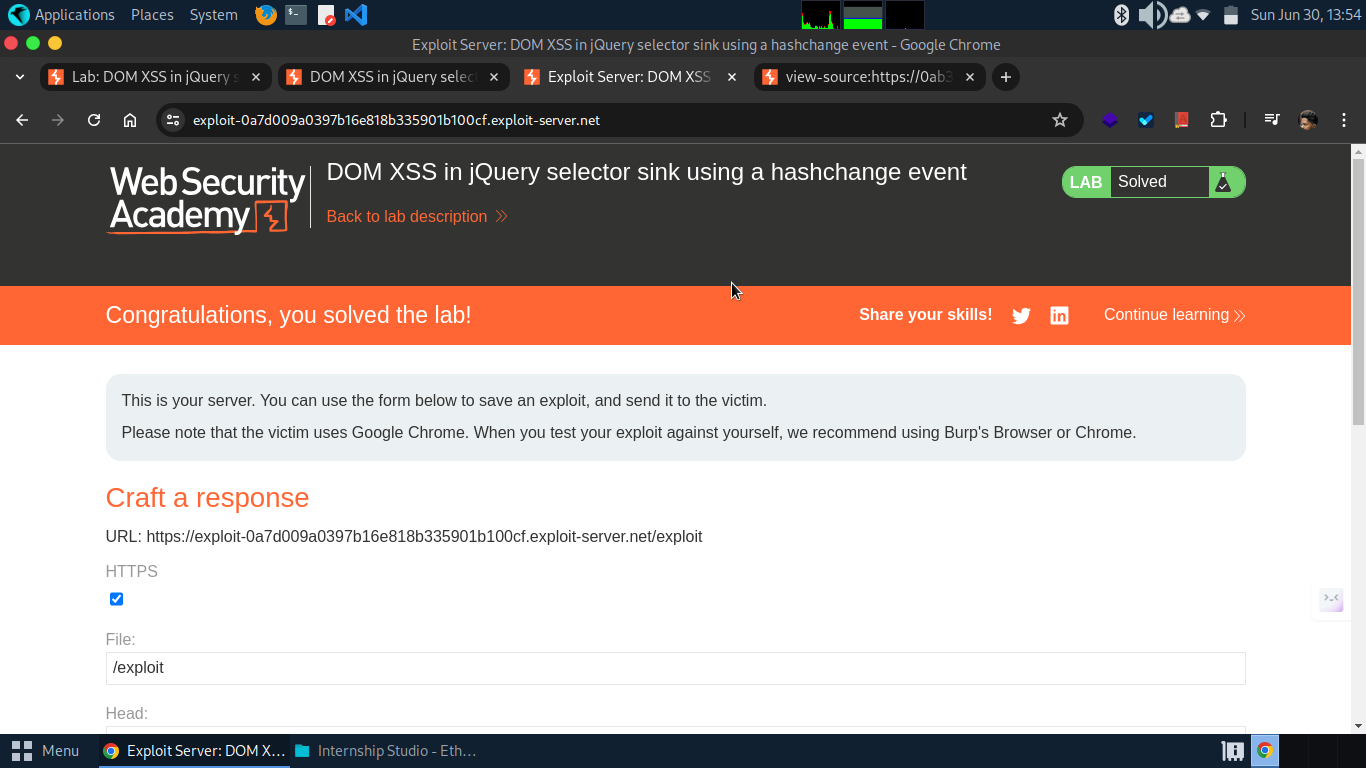 Applications Places System Sun Jun 30, 13:54
Exploit Server: DOM XSS in jQuery selector sink using a hashchange event - Google Chrome
Lab: DOM XSS in jQuery s DOM XSS in jQuery select Exploit Server: DOM XSS view-source:https://0ab3
exploit-0a7d009a0397b16e818b335901b100cf.exploit-server.net
Web Security
Academy
DOM XSS in jQuery selector sink using a hashchange event
Back to lab description
LAB Solved
Congratulations, you solved the lab!
Share your skills! Continue learning
This is your server. You can use the form below to save an exploit, and send it to the victim.
Please note that the victim uses Google Chrome. When you test your exploit against yourself, we recommend using Burp's Browser or Chrome.
Craft a response
URL: https://exploit-0a7d009a0397b16e818b335901b100cf.exploit-server.net/exploit
HTTPS
File:
/exploit
Head:
Menu Exploit Server: DOM X... Internship Studio - Eth...